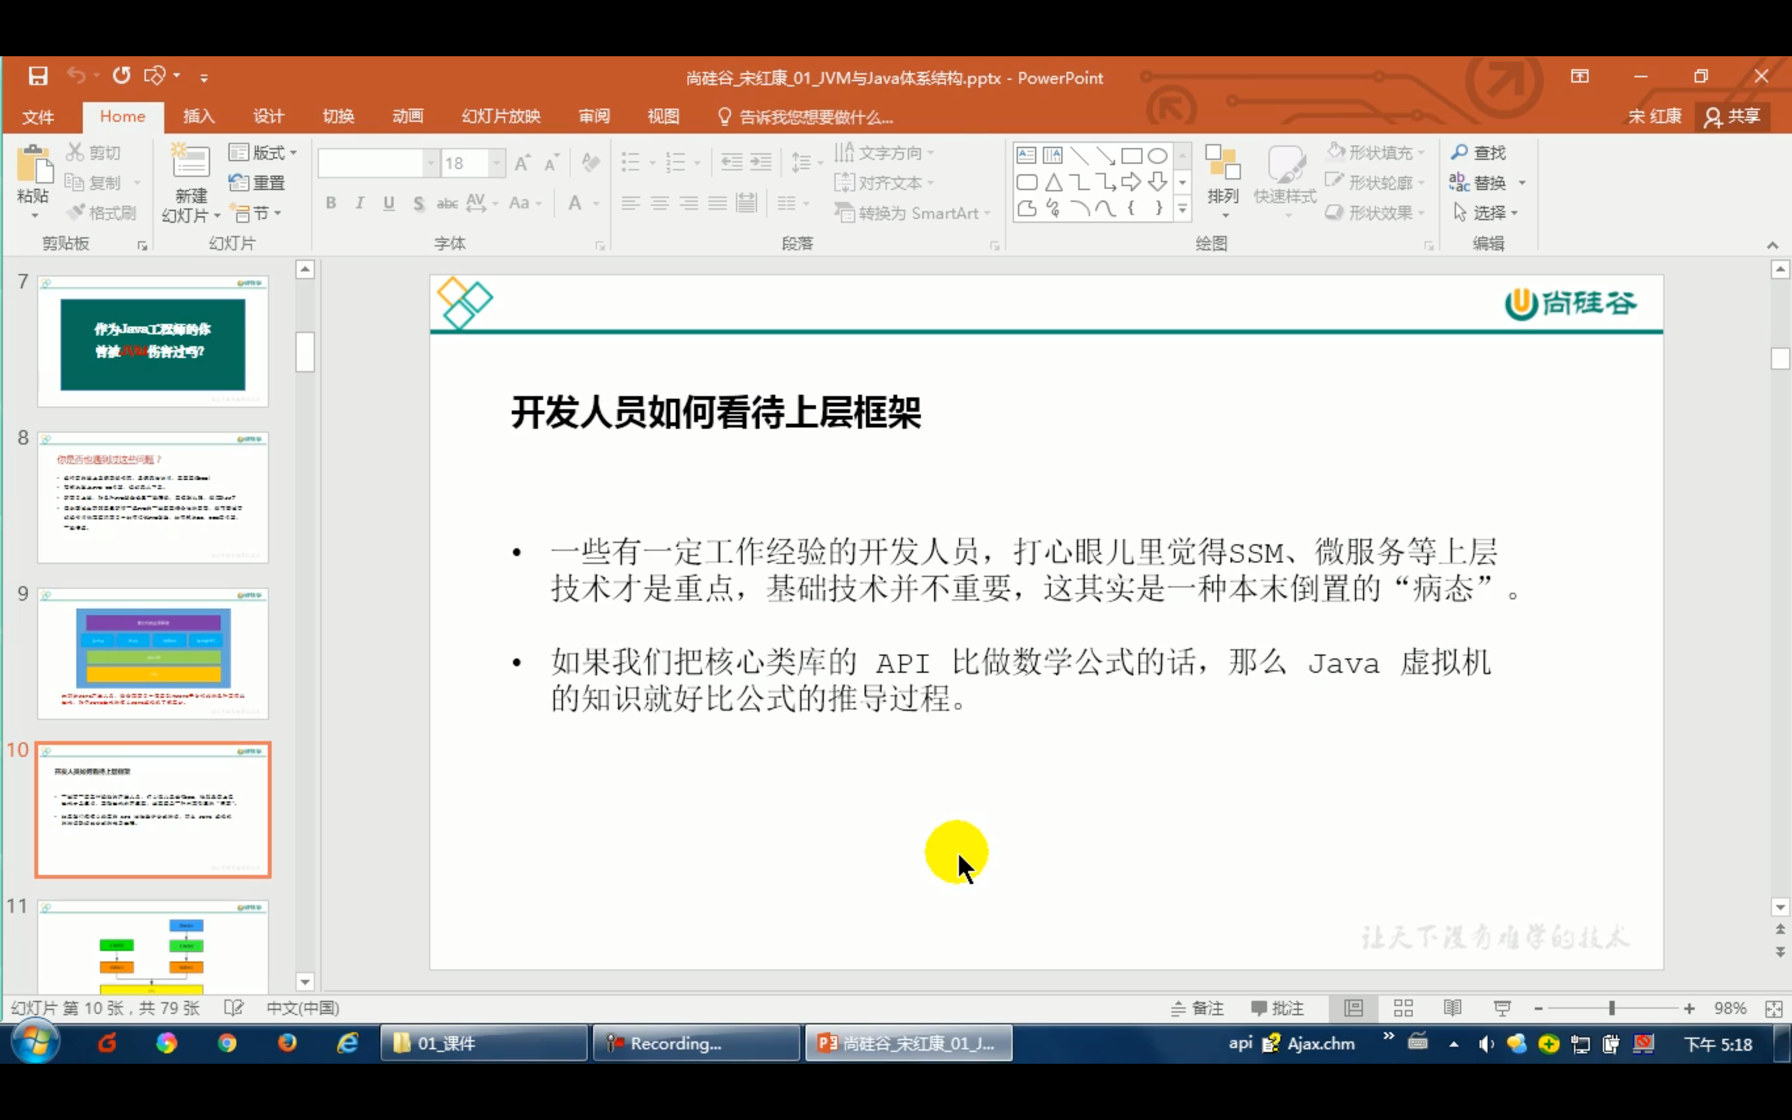 尚硅谷_宋红康_01_JVM与Java体系结构.pptx - PowerPoint
文件 Home 插入 设计 切换 动画 幻灯片放映 审阅 视图 告诉我您想要做什么... 宋 红康 共享
粘贴 剪切 复制 格式刷 剪贴板
新建 幻灯片 版式 重置 节 幻灯片
18
B I U S abc AV Aa A 字体
文字方向 对齐文本 转换为 SmartArt 段落
排列 快速样式 形状填充 形状轮廓 形状效果 绘图
查找 替换 选择 编辑
7
作为Java工程师的你
曾被JVM伤害过吗?
8
你是否也遇到过这些问题？
9
10
开发人员如何看待上层框架
11
尚硅谷
开发人员如何看待上层框架
• 一些有一定工作经验的开发人员，打心眼儿里觉得SSM、微服务等上层
技术才是重点，基础技术并不重要，这其实是一种本末倒置的“病态”。
• 如果我们把核心类库的 API 比做数学公式的话，那么 Java 虚拟机
的知识就好比公式的推导过程。
让天下没有难学的技术
幻灯片 第 10 张，共 79 张 中文(中国) 备注 批注 98%
01_课件 Recording... 尚硅谷_宋红康_01_J... api Ajax.chm 下午 5:18